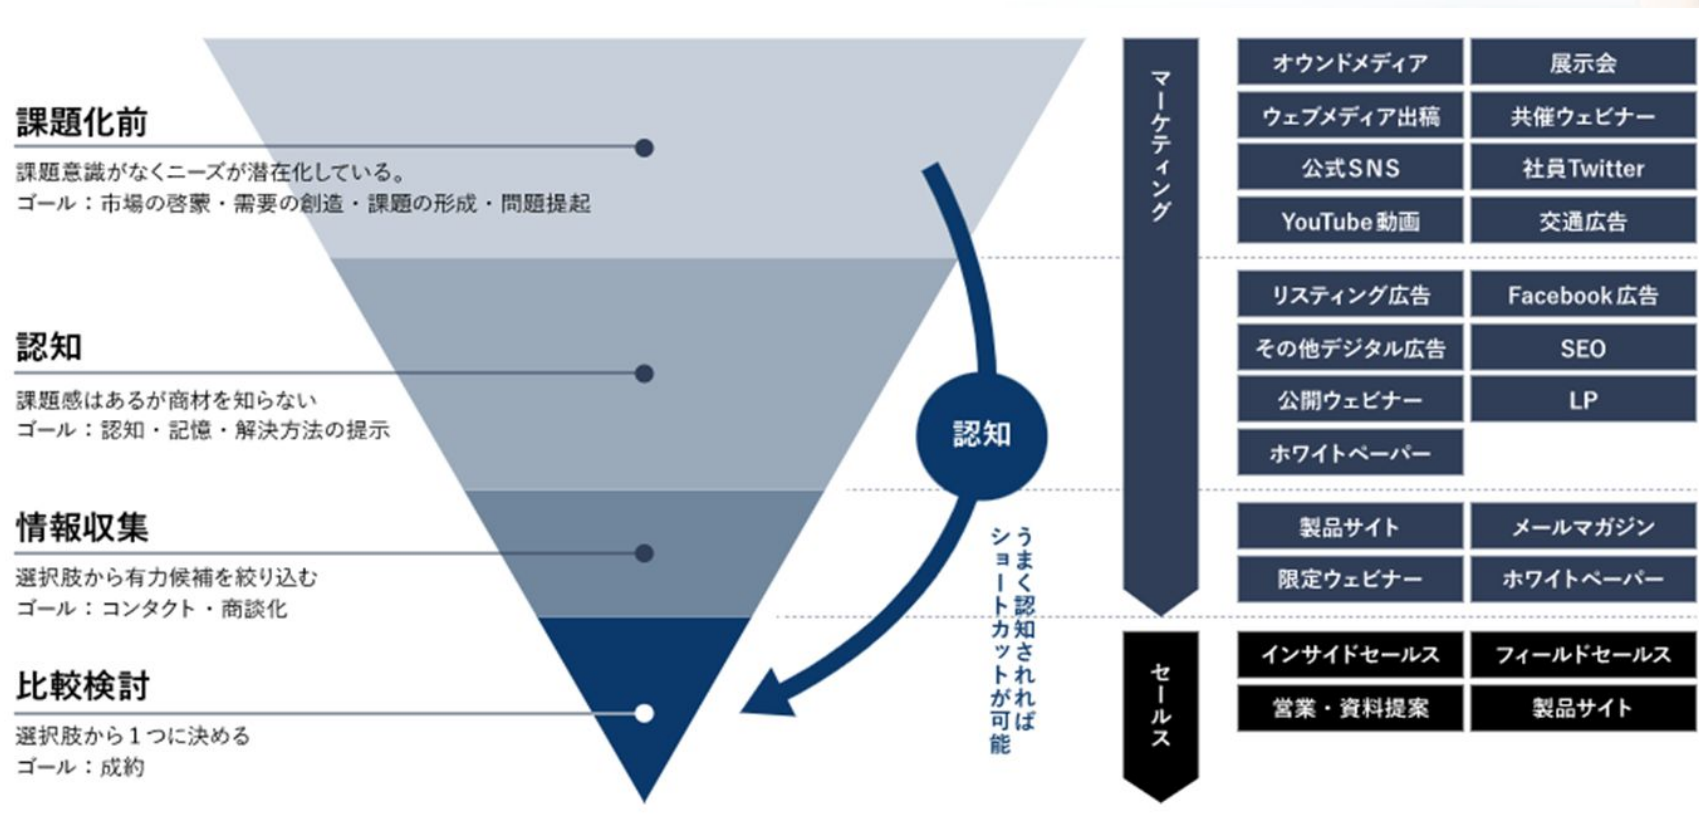 課題化前
課題意識がなくニーズが潜在化している。
ゴール：市場の啓蒙・需要の創造・課題の形成・問題提起
認知
課題感はあるが商材を知らない
ゴール：認知・記憶・解決方法の提示
情報収集
選択肢から有力候補を絞り込む
ゴール：コンタクト・商談化
比較検討
選択肢から1つに決める
ゴール：成約
認知
うまく認知されれば
ショートカットが可能
マーケティング
セールス
オウンドメディア
展示会
ウェブメディア出稿
共催ウェビナー
公式SNS
社員Twitter
YouTube動画
交通広告
リスティング広告
Facebook広告
その他デジタル広告
SEO
公開ウェビナー
LP
ホワイトペーパー
製品サイト
メールマガジン
限定ウェビナー
ホワイトペーパー
インサイドセールス
フィールドセールス
営業・資料提案
製品サイト